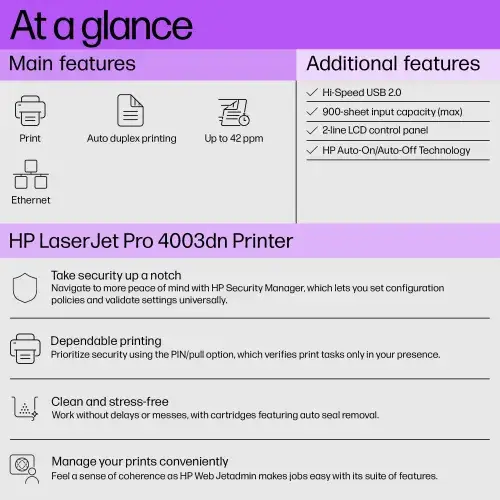 At a glance
Main features
Additional features
Print
Auto duplex printing
Up to 42 ppm
Ethernet
Hi-Speed USB 2.0
900-sheet input capacity (max)
2-line LCD control panel
HP Auto-On/Auto-Off Technology
HP LaserJet Pro 4003dn Printer
Take security up a notch
Navigate to more peace of mind with HP Security Manager, which lets you set configuration
policies and validate settings universally.
Dependable printing
Prioritize security using the PIN/pull option, which verifies print tasks only in your presence.
Clean and stress-free
Work without delays or messes, with cartridges featuring auto seal removal.
Manage your prints conveniently
Feel a sense of coherence as HP Web Jetadmin makes jobs easy with its suite of features.